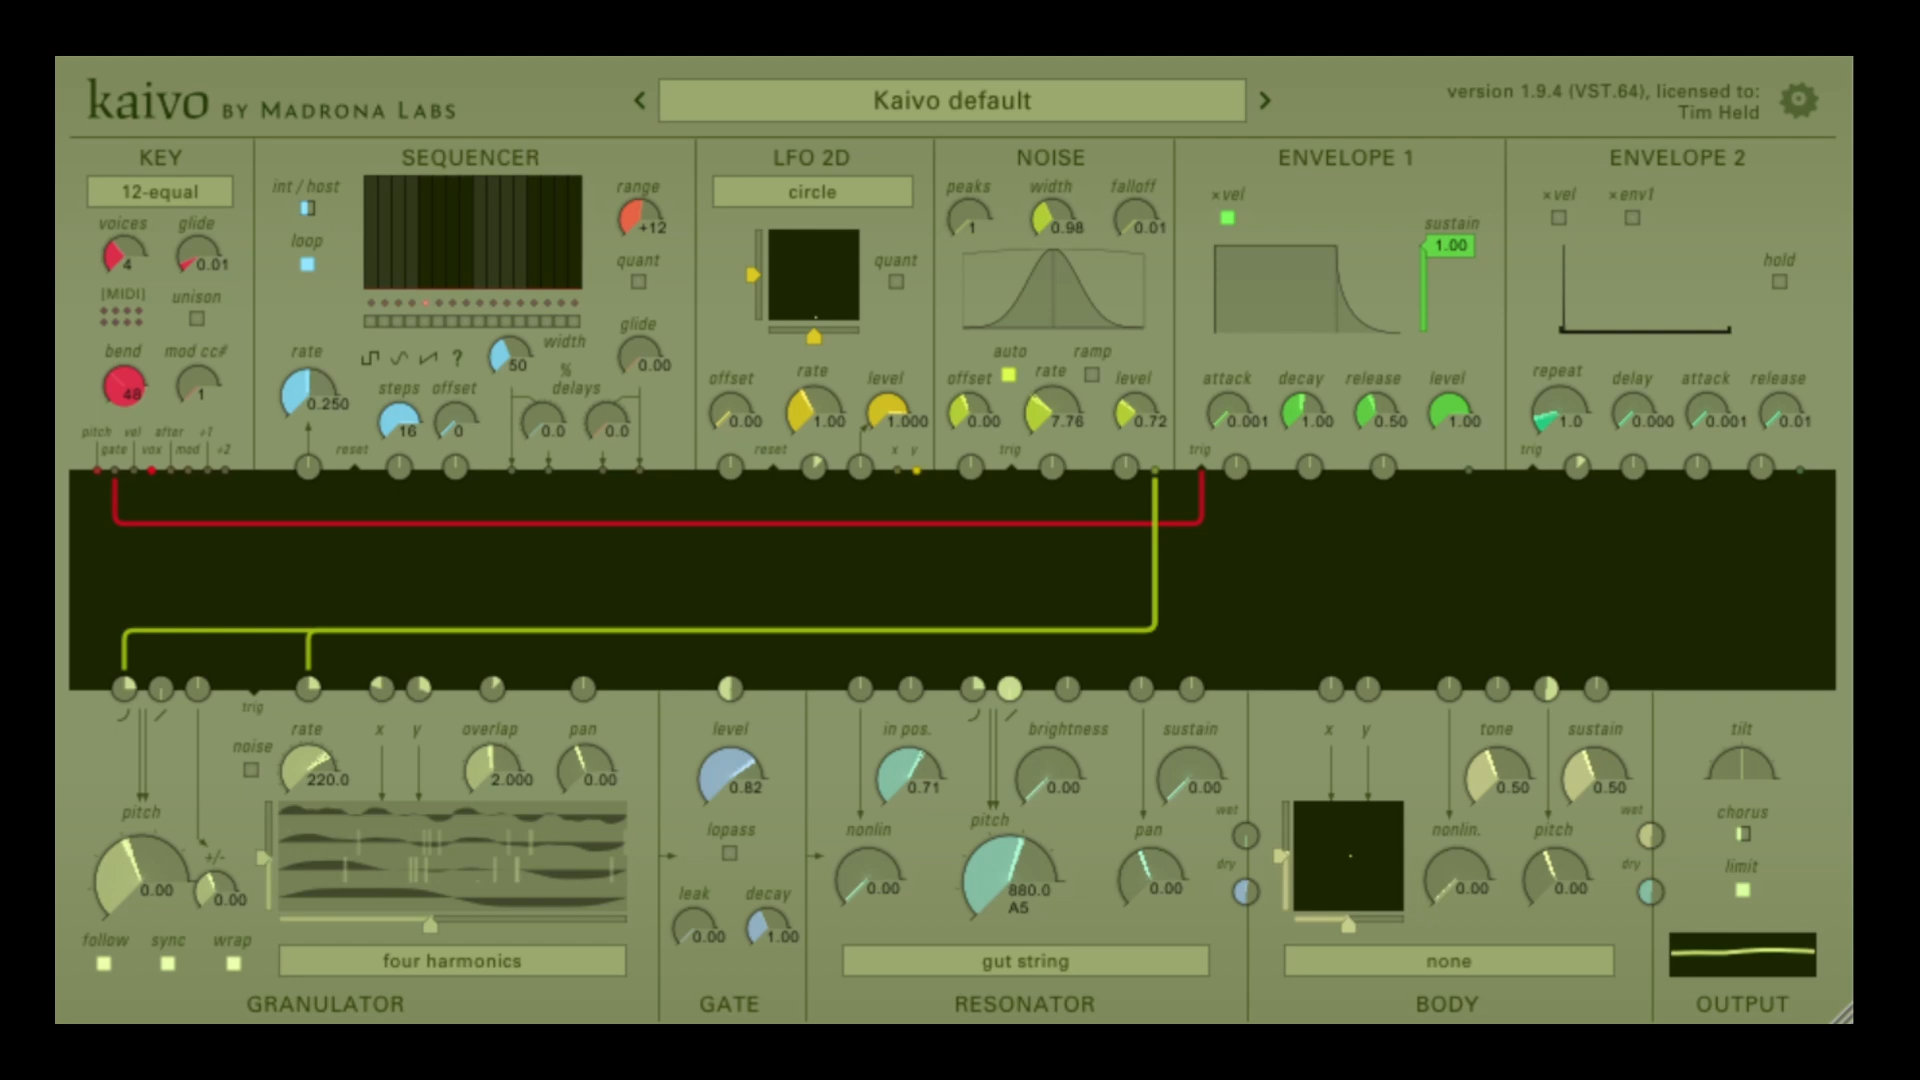 kaivo BY MADRONA LABS
< Kaivo default >
version 1.9.4 (VST.64), licensed to:
Tim Held
KEY
12-equal
voices glide
4 0.01
(MIDI) unison
bend mod cc#
48 1
pitch vel after +1
gate vox mod +2
SEQUENCER
int / host
loop
range
+12
quant
glide
0.00
rate
0.250
?
width
50
%
delays
steps offset
16 0
0.0 0.0
reset
LFO 2D
circle
quant
offset rate level
0.00 1.00 1.000
reset x y
NOISE
peaks width falloff
1 0.98 0.01
auto ramp
offset rate level
0.00 7.76 0.72
trig
ENVELOPE 1
×vel
sustain
1.00
attack decay release level
0.001 1.00 0.50 1.00
trig
ENVELOPE 2
×vel ×env1
hold
repeat delay attack release
1.0 0.000 0.001 0.01
trig
trig
noise
rate x y overlap pan
220.0 2.000 0.00
pitch
0.00
+/-
0.00
follow sync wrap
four harmonics
GRANULATOR
level
0.82
lopass
leak decay
0.00 1.00
GATE
in pos. brightness sustain
0.71 0.00 0.00
nonlin pitch pan
0.00 880.0 0.00
A5
wet
dry
gut string
RESONATOR
x y tone sustain
0.50 0.50
nonlin. pitch
0.00 0.00
wet
dry
none
BODY
tilt
chorus
limit
OUTPUT